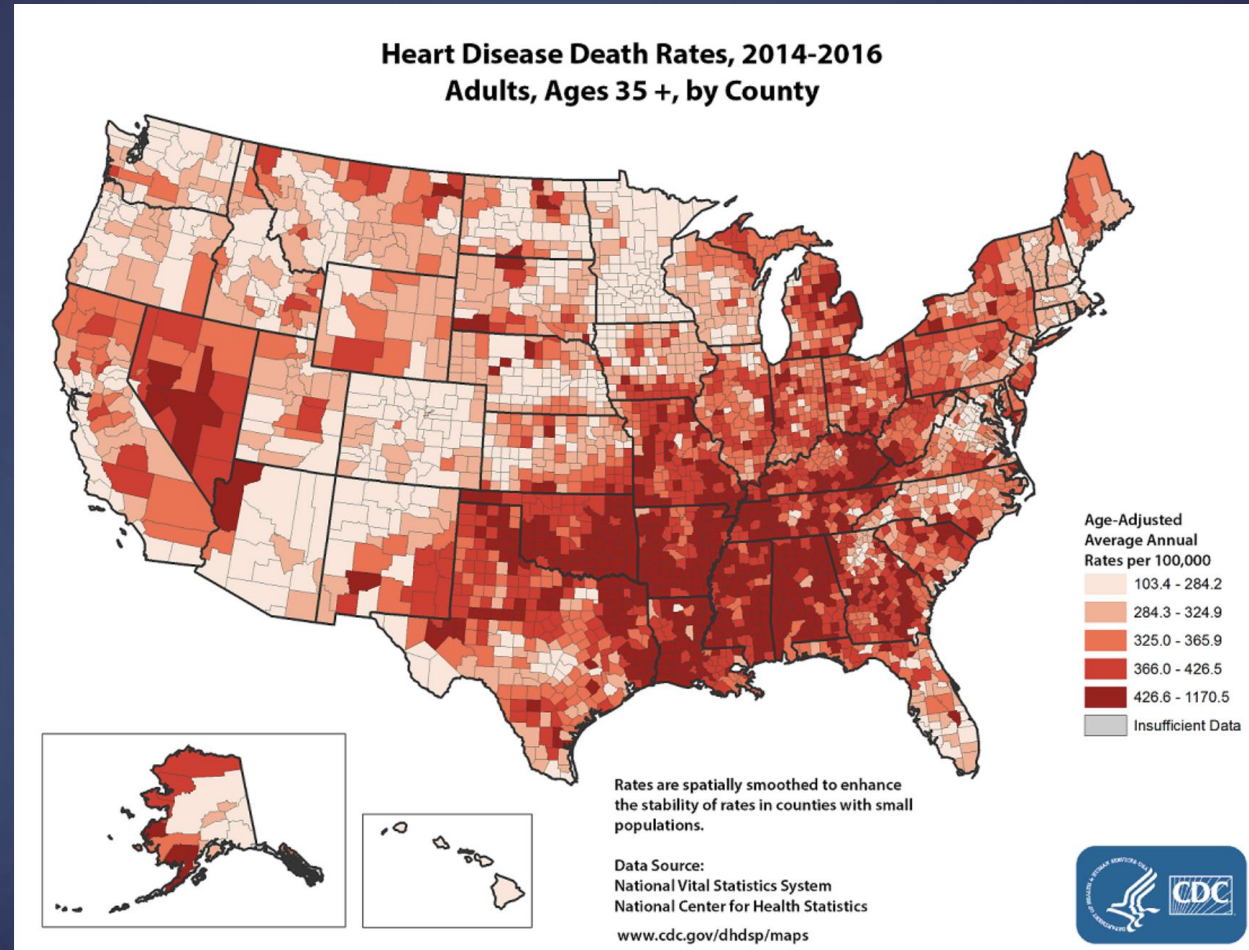 Heart Disease Death Rates, 2014-2016
Adults, Ages 35 +, by County
Age-Adjusted
Average Annual
Rates per 100,000
103.4 - 284.2
284.3 - 324.9
325.0 - 365.9
366.0 - 426.5
426.6 - 1170.5
Insufficient Data
Rates are spatially smoothed to enhance
the stability of rates in counties with small
populations.
Data Source:
National Vital Statistics System
National Center for Health Statistics
www.cdc.gov/dhdsp/maps
CDC